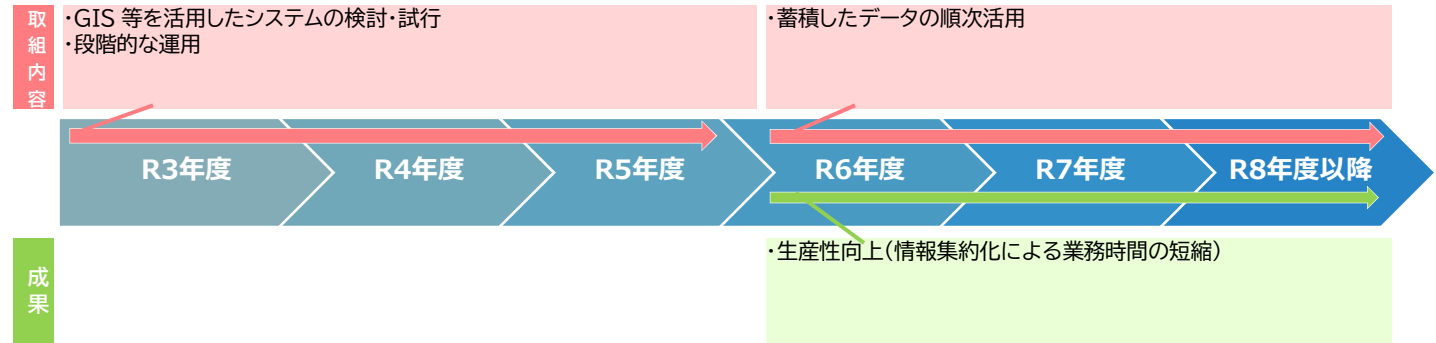 取組内容
・GIS 等を活用したシステムの検討・試行
・段階的な運用
・蓄積したデータの順次活用
R3年度
R4年度
R5年度
R6年度
R7年度
R8年度以降
成果
・生産性向上（情報集約化による業務時間の短縮）